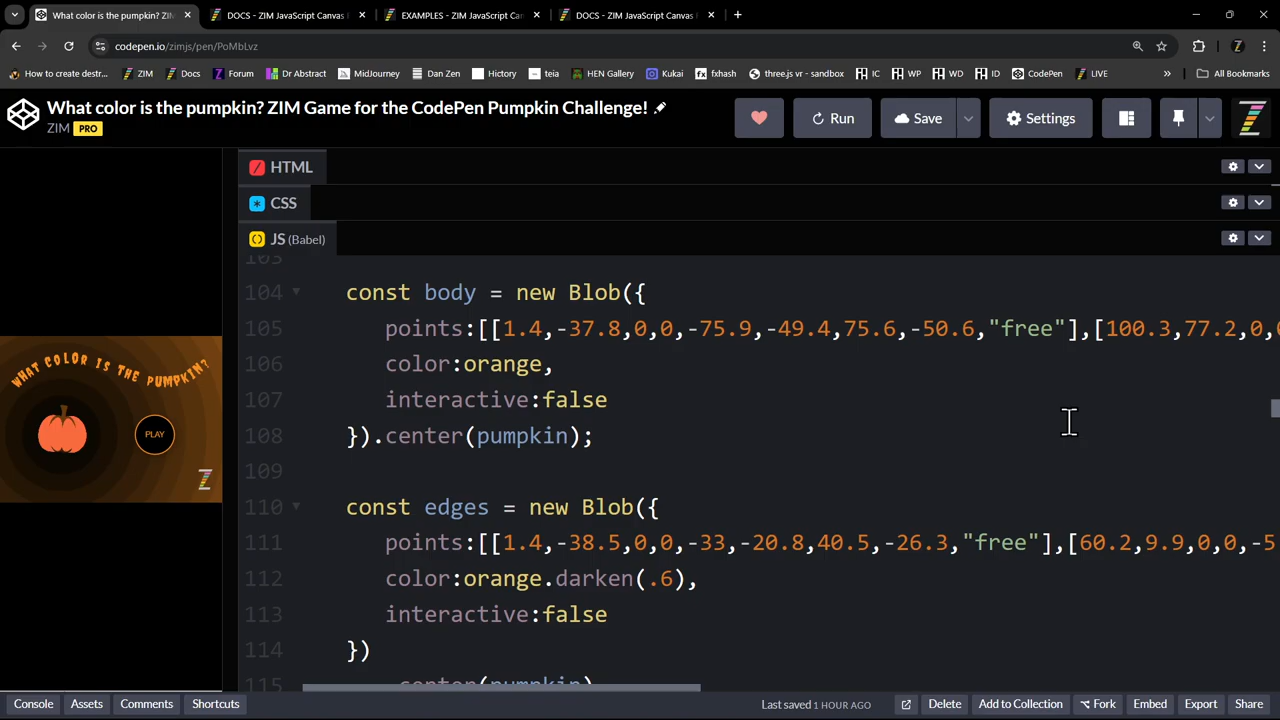 What color is the pumpkin? ZIM
DOCS - ZIM JavaScript Canvas
EXAMPLES - ZIM JavaScript Can
DOCS - ZIM JavaScript Canvas
codepen.io/zimjs/pen/PoMbLvz
How to create destr...
ZIM
Docs
Forum
Dr Abstract
MidJourney
Dan Zen
Hictory
teia
HEN Gallery
Kukai
fxhash
three.js vr - sandbox
IC
WP
WD
ID
CodePen
LIVE
All Bookmarks
What color is the pumpkin? ZIM Game for the CodePen Pumpkin Challenge!
ZIM PRO
Run
Save
Settings
HTML
CSS
JS (Babel)
WHAT COLOR IS THE PUMPKIN?
PLAY
103
104 const body = new Blob({
105 points:[[1.4,-37.8,0,0,-75.9,-49.4,75.6,-50.6,"free"],[100.3,77.2,0,0
106 color:orange,
107 interactive:false
108 }).center(pumpkin);
109
110 const edges = new Blob({
111 points:[[1.4,-38.5,0,0,-33,-20.8,40.5,-26.3,"free"],[60.2,9.9,0,0,-5
112 color:orange.darken(.6),
113 interactive:false
114 })
115 .center(pumpkin)
Console
Assets
Comments
Shortcuts
Last saved 1 HOUR AGO
Delete
Add to Collection
Fork
Embed
Export
Share